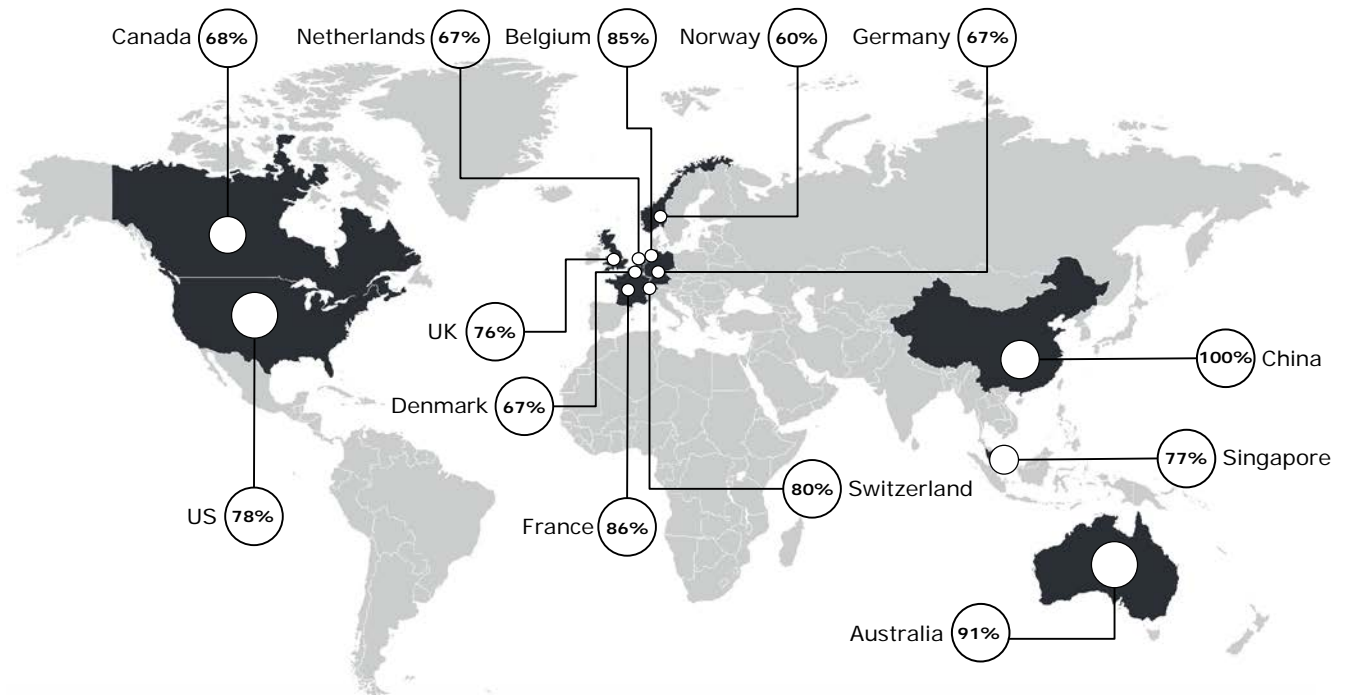 Canada 68%
Netherlands 67%
Belgium 85%
Norway 60%
Germany 67%
UK 76%
100% China
Denmark 67%
77% Singapore
80% Switzerland
US 78%
France 86%
Australia 91%